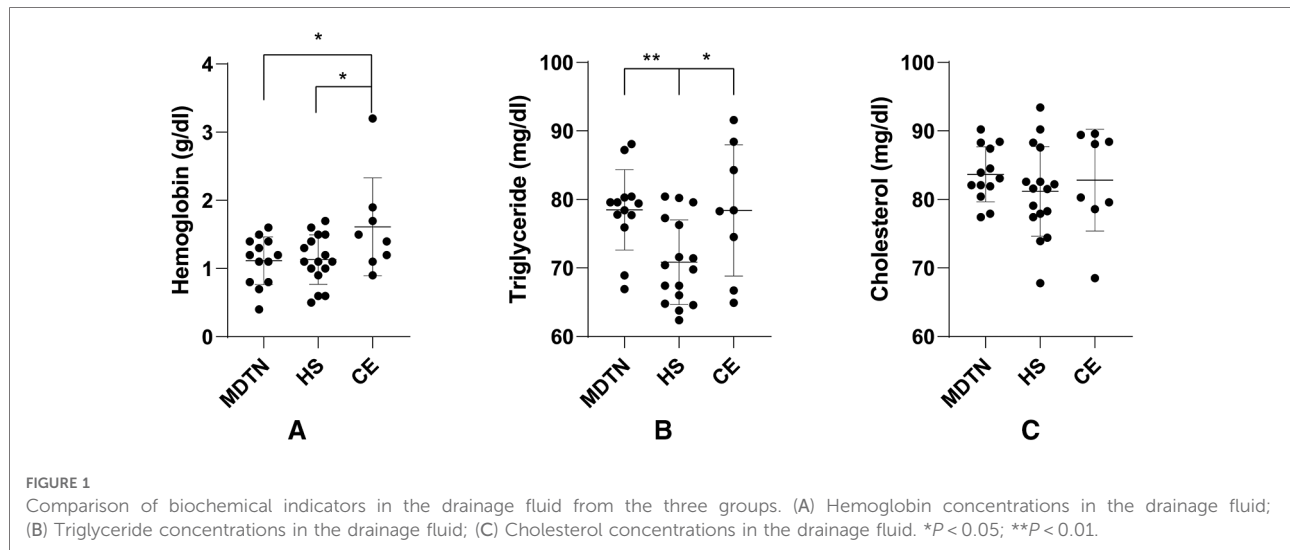 *
*
4
3
2
1
0
Hemoglobin (g/dl)
MDTN
HS
CE
A
**
*
100
90
80
70
60
Triglyceride (mg/dl)
MDTN
HS
CE
B
100
90
80
70
60
Cholesterol (mg/dl)
MDTN
HS
CE
C
FIGURE 1
Comparison of biochemical indicators in the drainage fluid from the three groups. (A) Hemoglobin concentrations in the drainage fluid;
(B) Triglyceride concentrations in the drainage fluid; (C) Cholesterol concentrations in the drainage fluid. *P < 0.05; **P < 0.01.